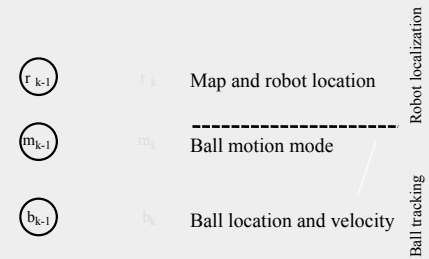 r k-1 r k Map and robot location
m k-1 m k Ball motion mode
b k-1 b k Ball location and velocity
Robot localization
Ball tracking